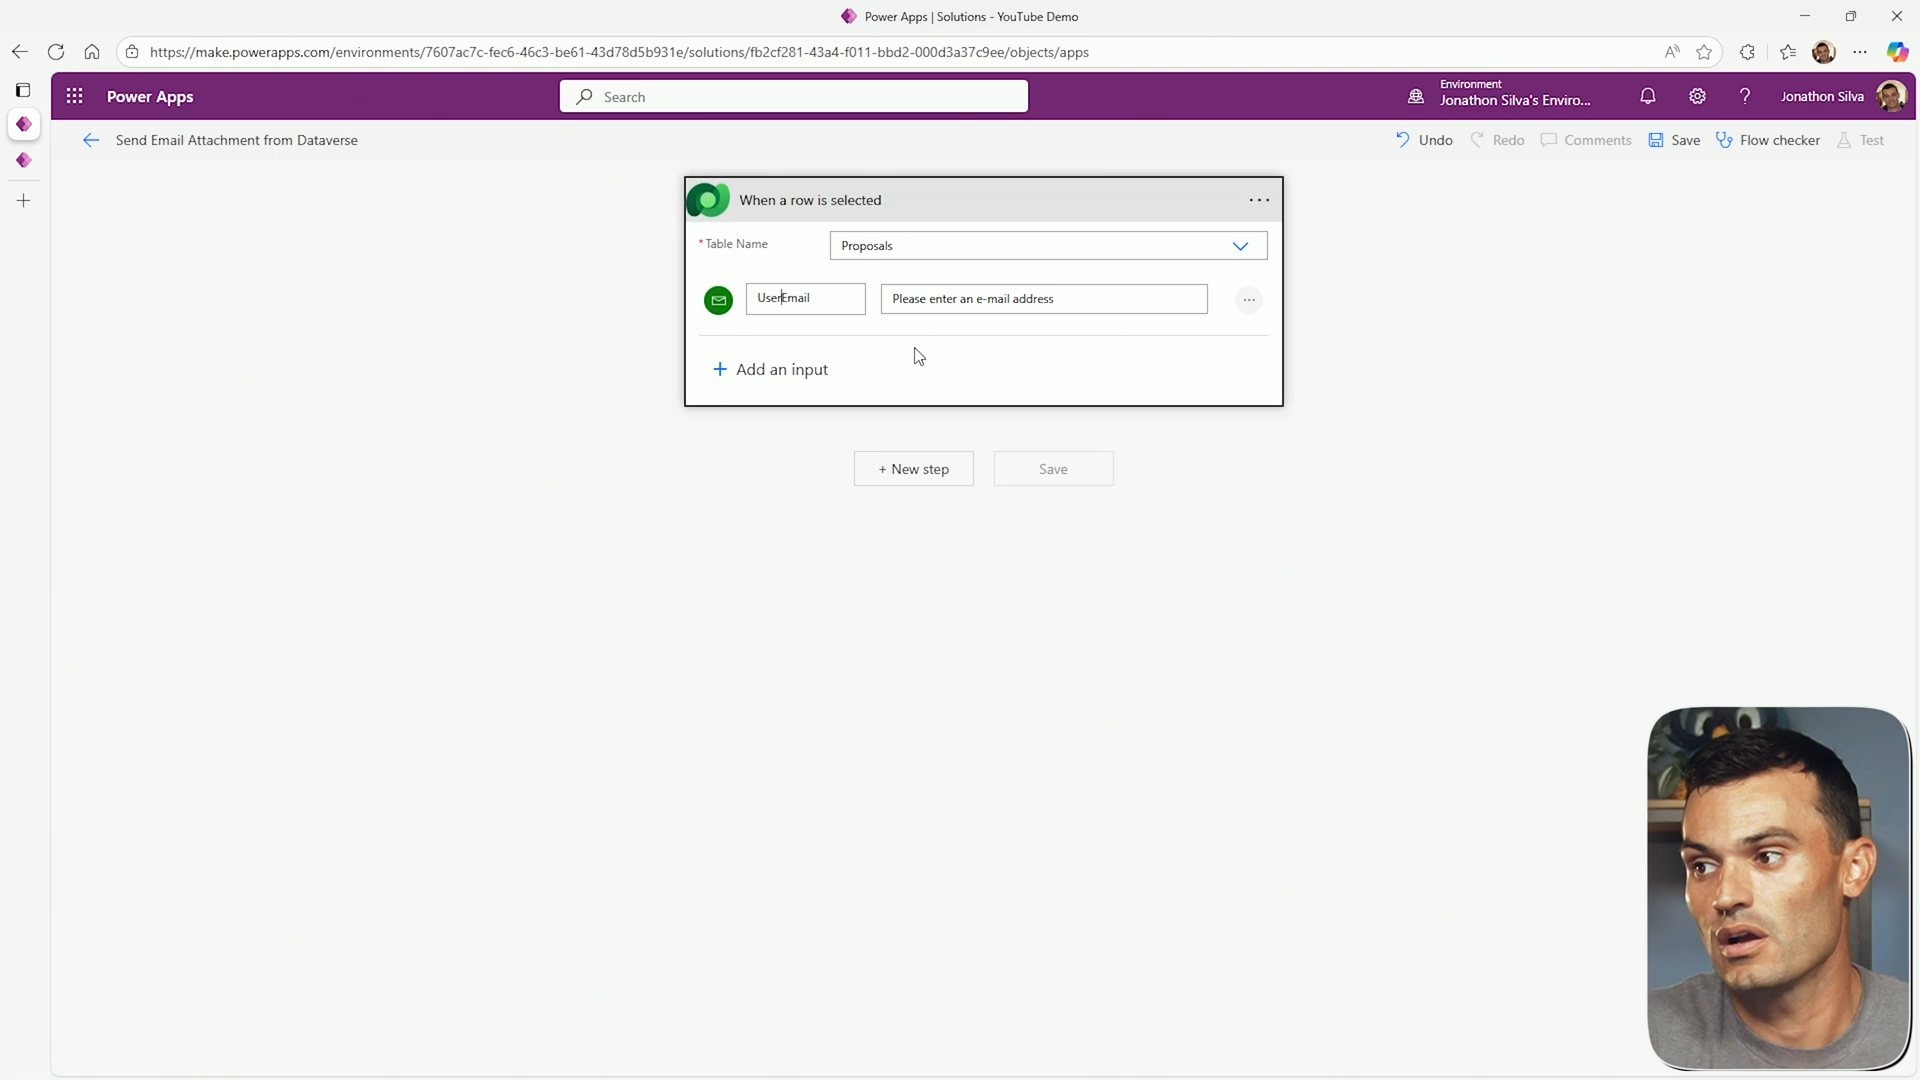 Power Apps | Solutions - YouTube Demo
https://make.powerapps.com/environments/7607ac7c-fec6-46c3-be61-43d78d5b931e/solutions/fb2cf281-43a4-f011-bbd2-000d3a37c9ee/objects/apps
Power Apps
Search
Environment
Jonathon Silva's Enviro...
Jonathon Silva
Send Email Attachment from Dataverse
Undo
Redo
Comments
Save
Flow checker
Test
When a row is selected
* Table Name
Proposals
UserEmail
Please enter an e-mail address
+ Add an input
+ New step
Save